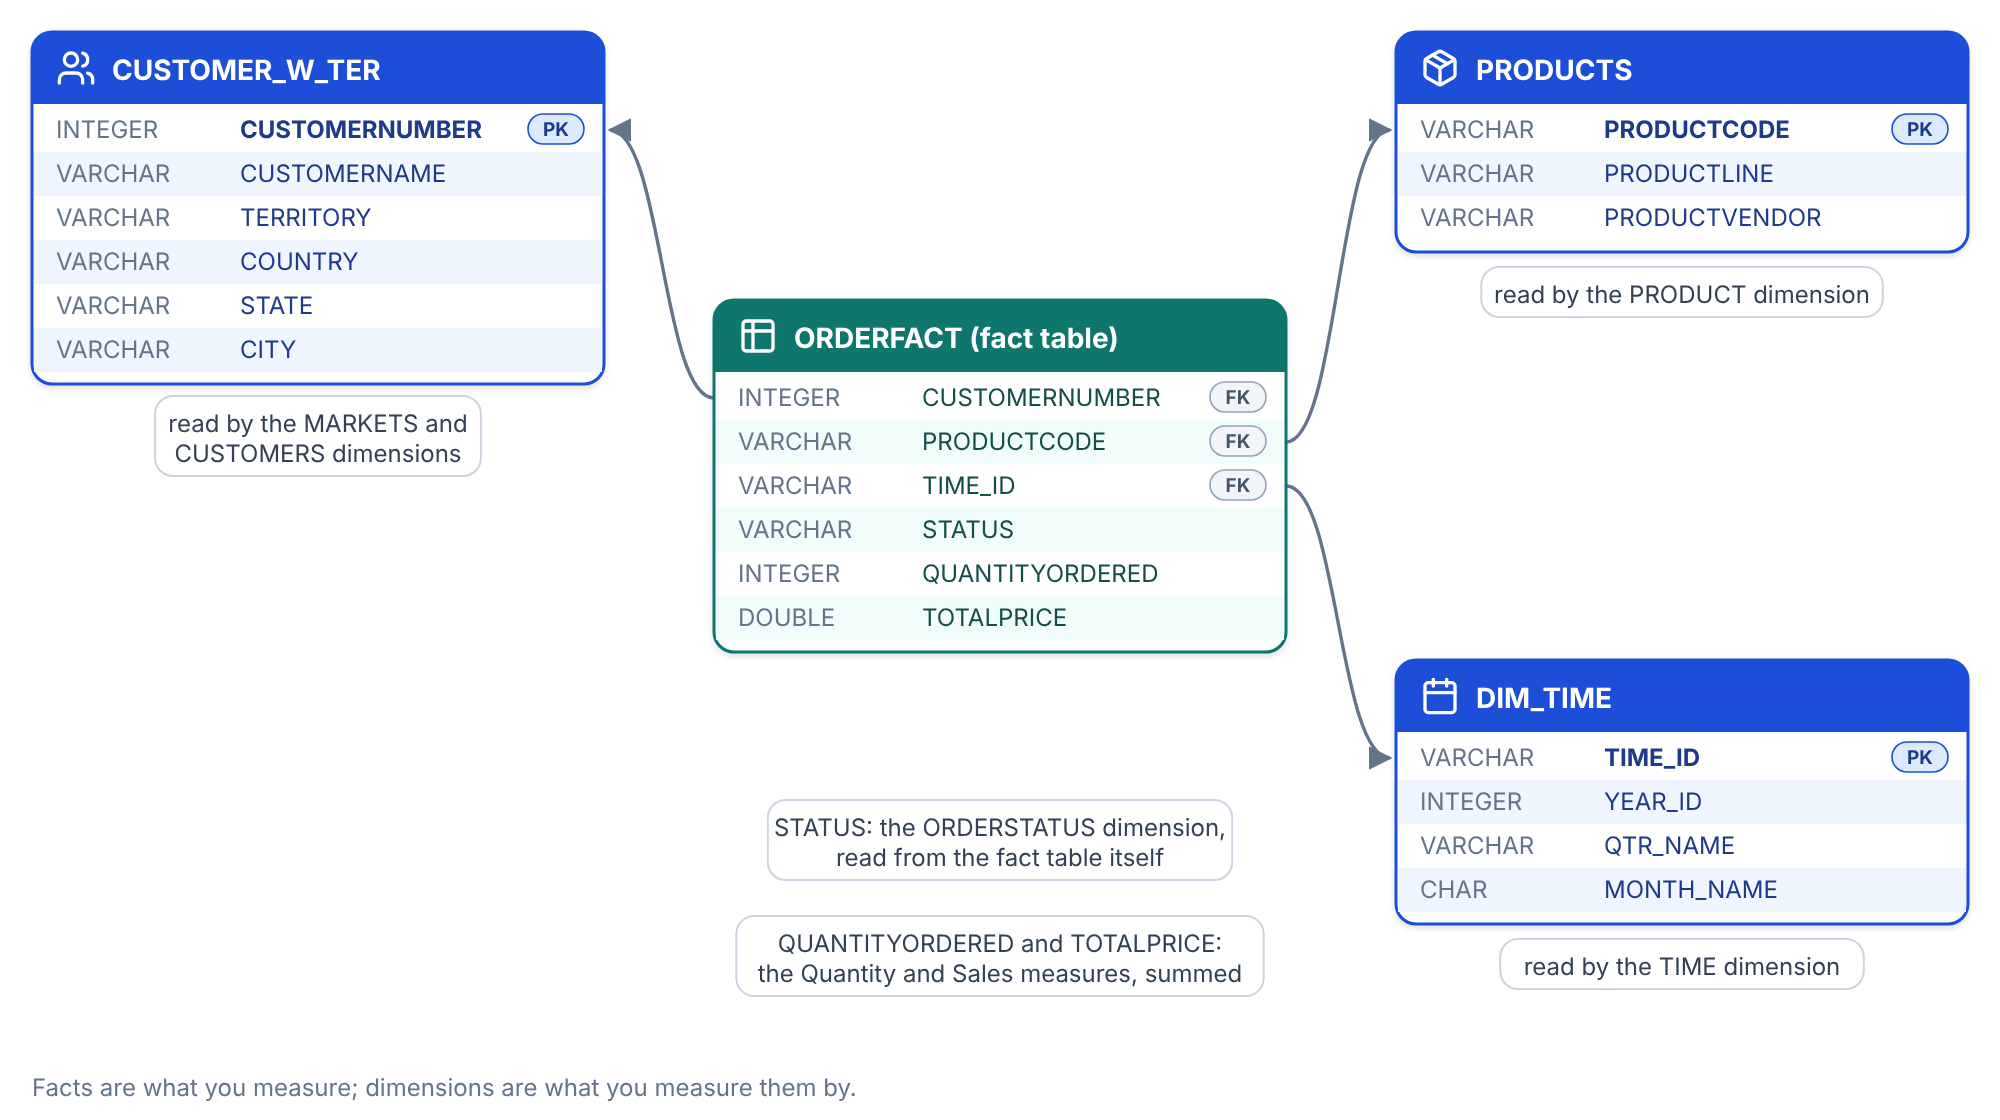 CUSTOMER_W_TER
INTEGER CUSTOMERNUMBER PK
VARCHAR CUSTOMERNAME
VARCHAR TERRITORY
VARCHAR COUNTRY
VARCHAR STATE
VARCHAR CITY
read by the MARKETS and
CUSTOMERS dimensions
ORDERFACT (fact table)
INTEGER CUSTOMERNUMBER FK
VARCHAR PRODUCTCODE FK
VARCHAR TIME_ID FK
VARCHAR STATUS
INTEGER QUANTITYORDERED
DOUBLE TOTALPRICE
STATUS: the ORDERSTATUS dimension,
read from the fact table itself
QUANTITYORDERED and TOTALPRICE:
the Quantity and Sales measures, summed
PRODUCTS
VARCHAR PRODUCTCODE PK
VARCHAR PRODUCTLINE
VARCHAR PRODUCTVENDOR
read by the PRODUCT dimension
DIM_TIME
VARCHAR TIME_ID PK
INTEGER YEAR_ID
VARCHAR QTR_NAME
CHAR MONTH_NAME
read by the TIME dimension
Facts are what you measure; dimensions are what you measure them by.